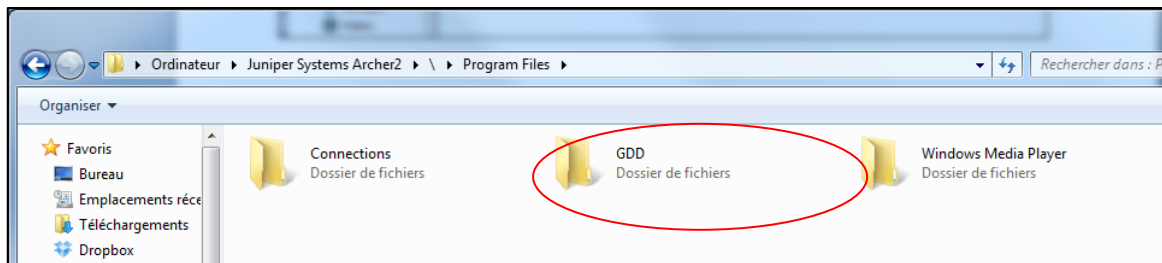 Ordinateur ▸ Juniper Systems Archer2 ▸ \ ▸ Program Files ▸
Rechercher dans : P
Organiser
Favoris
Bureau
Emplacements réce
Téléchargements
Dropbox
Connections
Dossier de fichiers
GDD
Dossier de fichiers
Windows Media Player
Dossier de fichiers